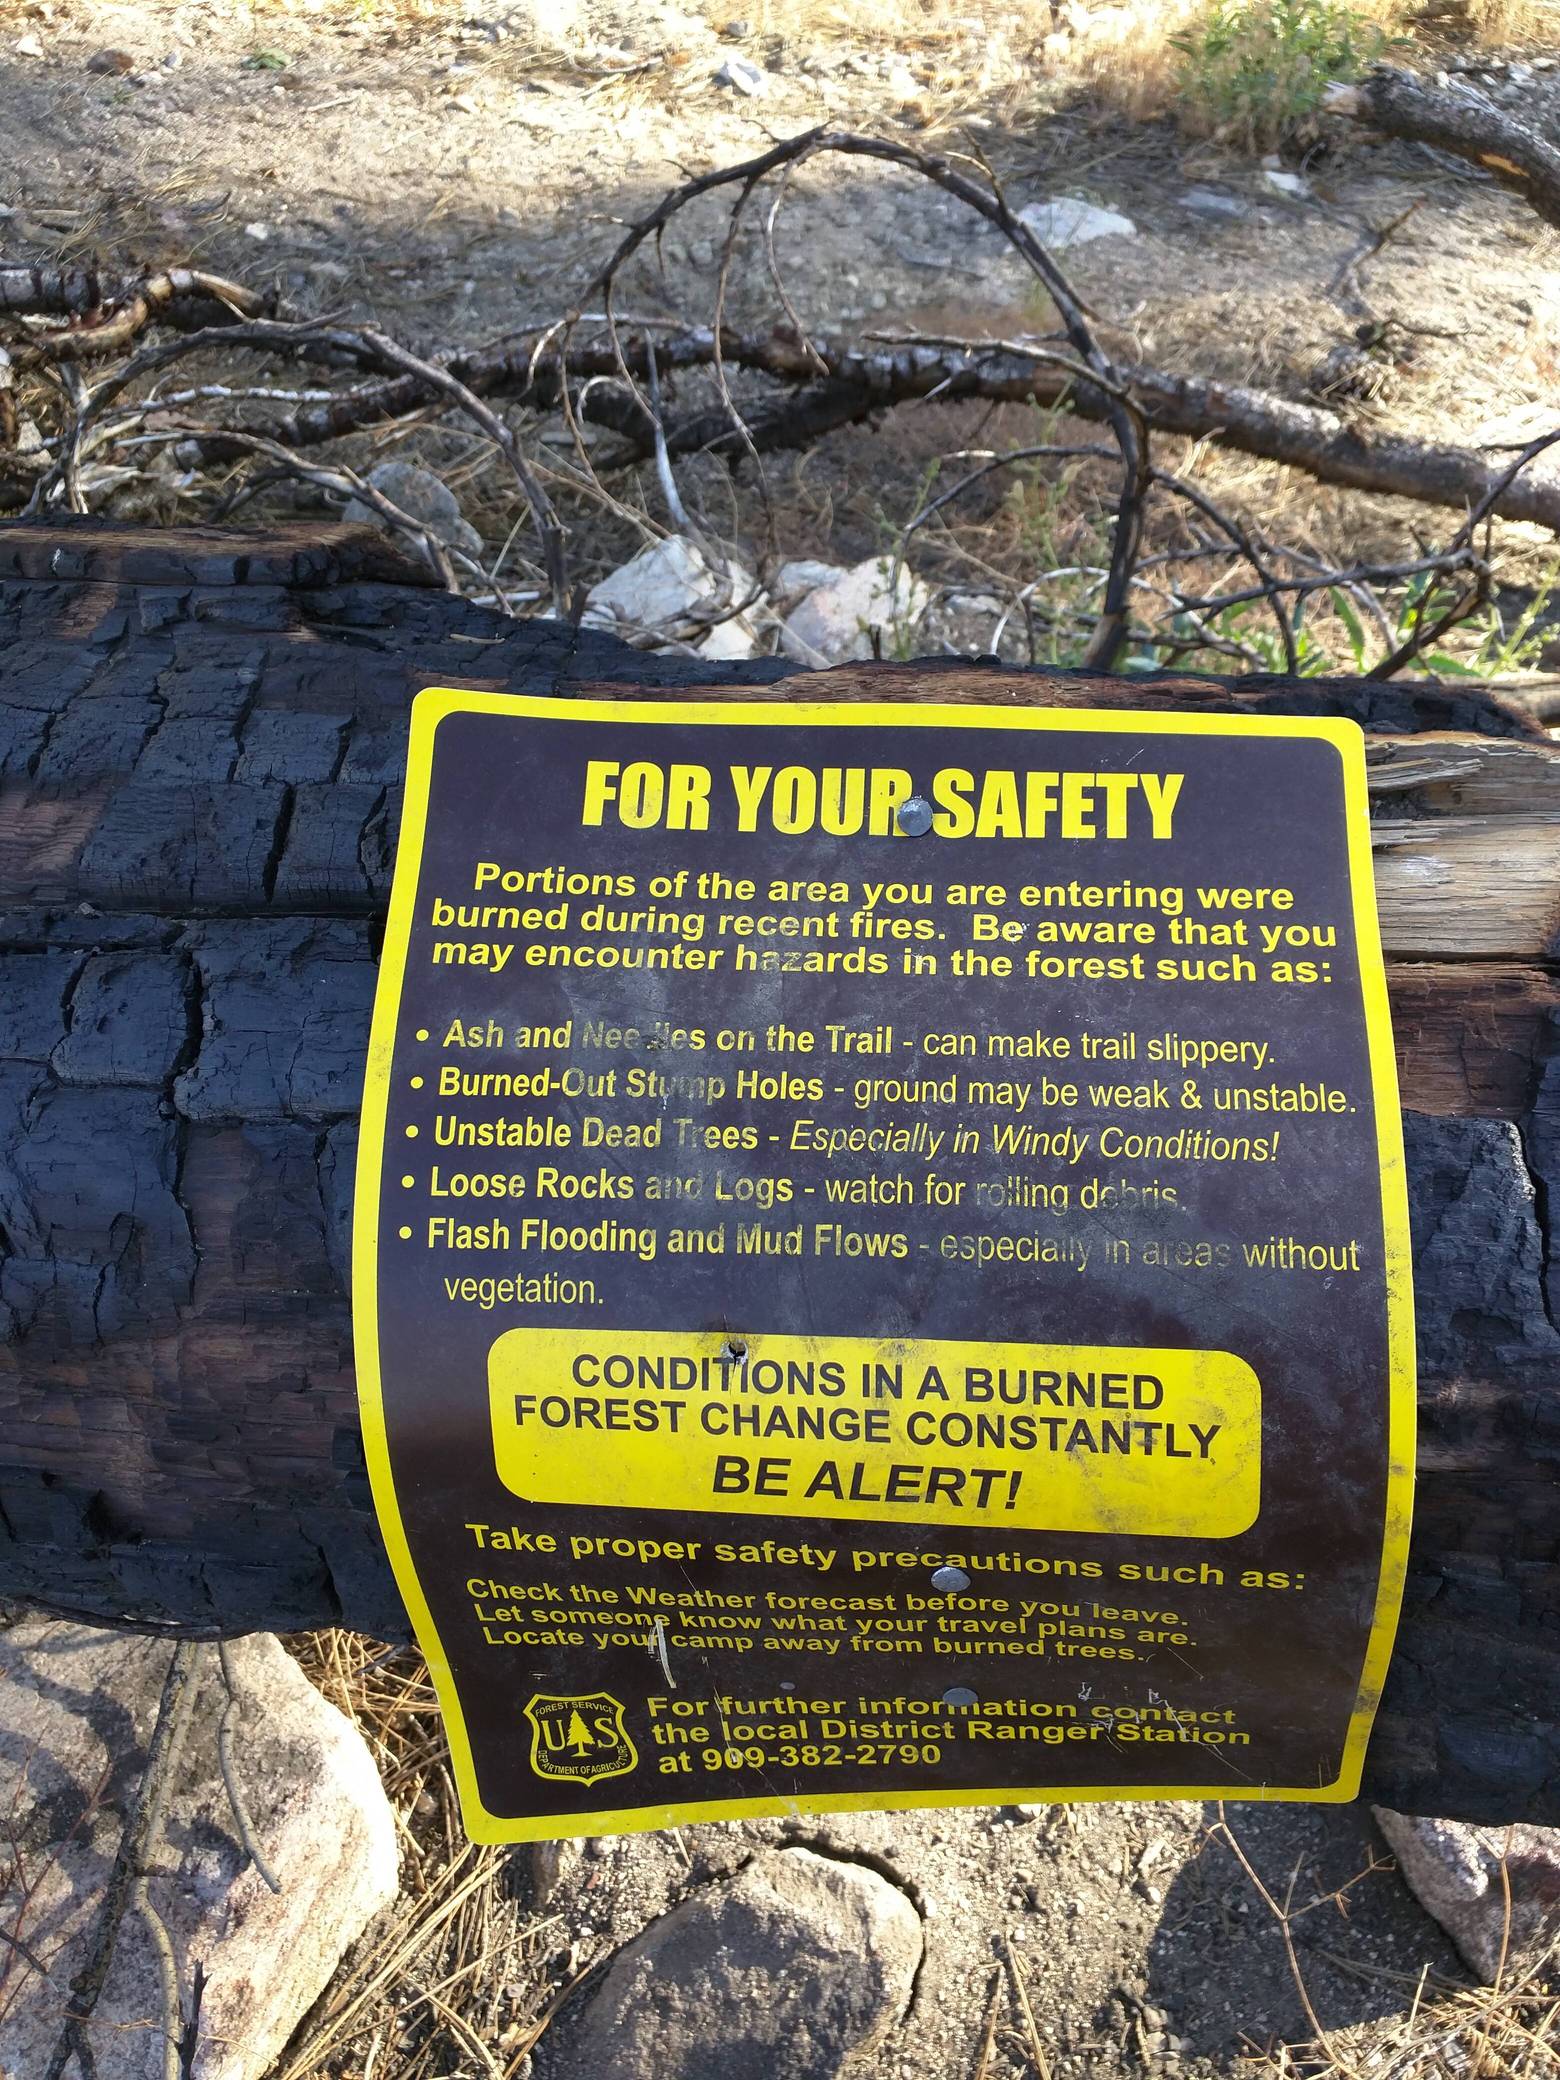 FOR YOUR SAFETY
Portions of the area you are entering were
burned during recent fires. Be aware that you
may encounter hazards in the forest such as:
• Ash and Needles on the Trail - can make trail slippery.
• Burned-Out Stump Holes - ground may be weak & unstable.
• Unstable Dead Trees - Especially in Windy Conditions!
• Loose Rocks and Logs - watch for rolling debris.
• Flash Flooding and Mud Flows - especially in areas without
vegetation.
CONDITIONS IN A BURNED
FOREST CHANGE CONSTANTLY
BE ALERT!
Take proper safety precautions such as:
Check the Weather forecast before you leave.
Let someone know what your travel plans are.
Locate your camp away from burned trees.
FOREST SERVICE
U S
DEPARTMENT OF AGRICULTURE
For further information contact
the local District Ranger Station
at 909-382-2790